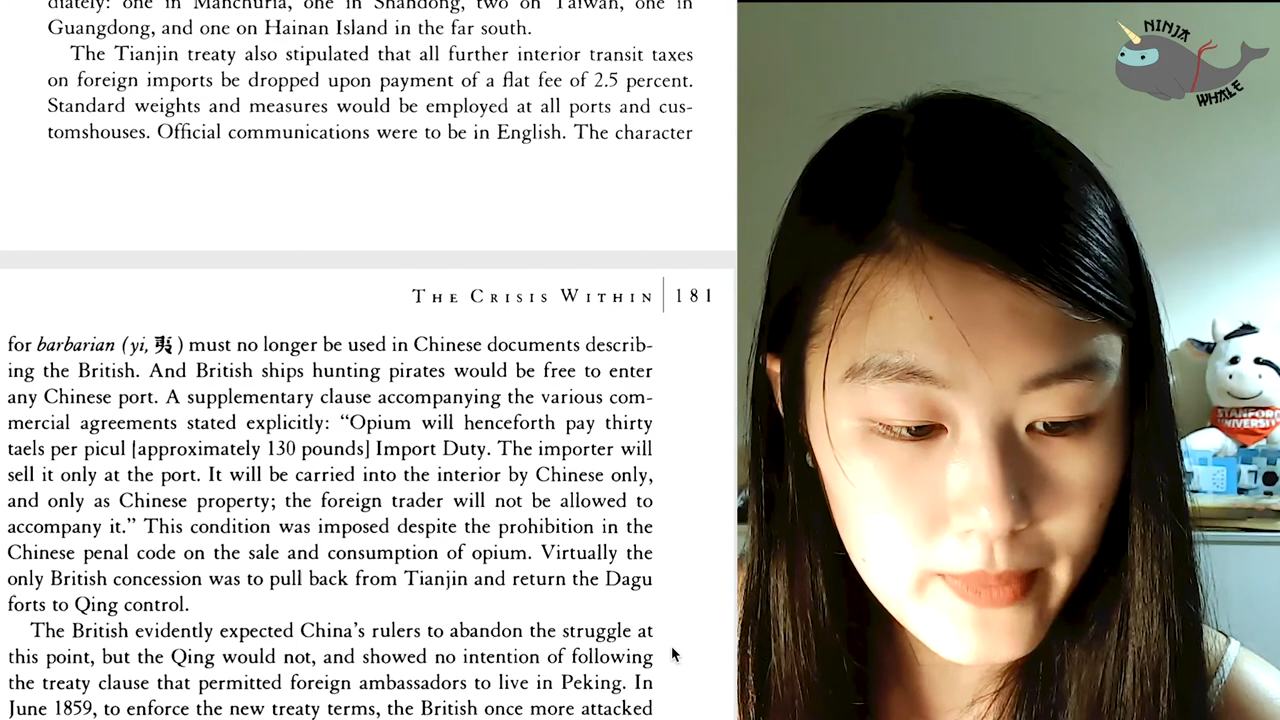 diately: one in Manchuria, one in Shandong, two on Taiwan, one in
Guangdong, and one on Hainan Island in the far south.
The Tianjin treaty also stipulated that all further interior transit taxes
on foreign imports be dropped upon payment of a flat fee of 2.5 percent.
Standard weights and measures would be employed at all ports and cus-
tomshouses. Official communications were to be in English. The character
THE CRISIS WITHIN | 181
for barbarian (yi, 夷) must no longer be used in Chinese documents describ-
ing the British. And British ships hunting pirates would be free to enter
any Chinese port. A supplementary clause accompanying the various com-
mercial agreements stated explicitly: “Opium will henceforth pay thirty
taels per picul [approximately 130 pounds] Import Duty. The importer will
sell it only at the port. It will be carried into the interior by Chinese only,
and only as Chinese property; the foreign trader will not be allowed to
accompany it.” This condition was imposed despite the prohibition in the
Chinese penal code on the sale and consumption of opium. Virtually the
only British concession was to pull back from Tianjin and return the Dagu
forts to Qing control.
The British evidently expected China’s rulers to abandon the struggle at
this point, but the Qing would not, and showed no intention of following
the treaty clause that permitted foreign ambassadors to live in Peking. In
June 1859, to enforce the new treaty terms, the British once more attacked
NINJA
WHALE
STANFORD
UNIVERSITY